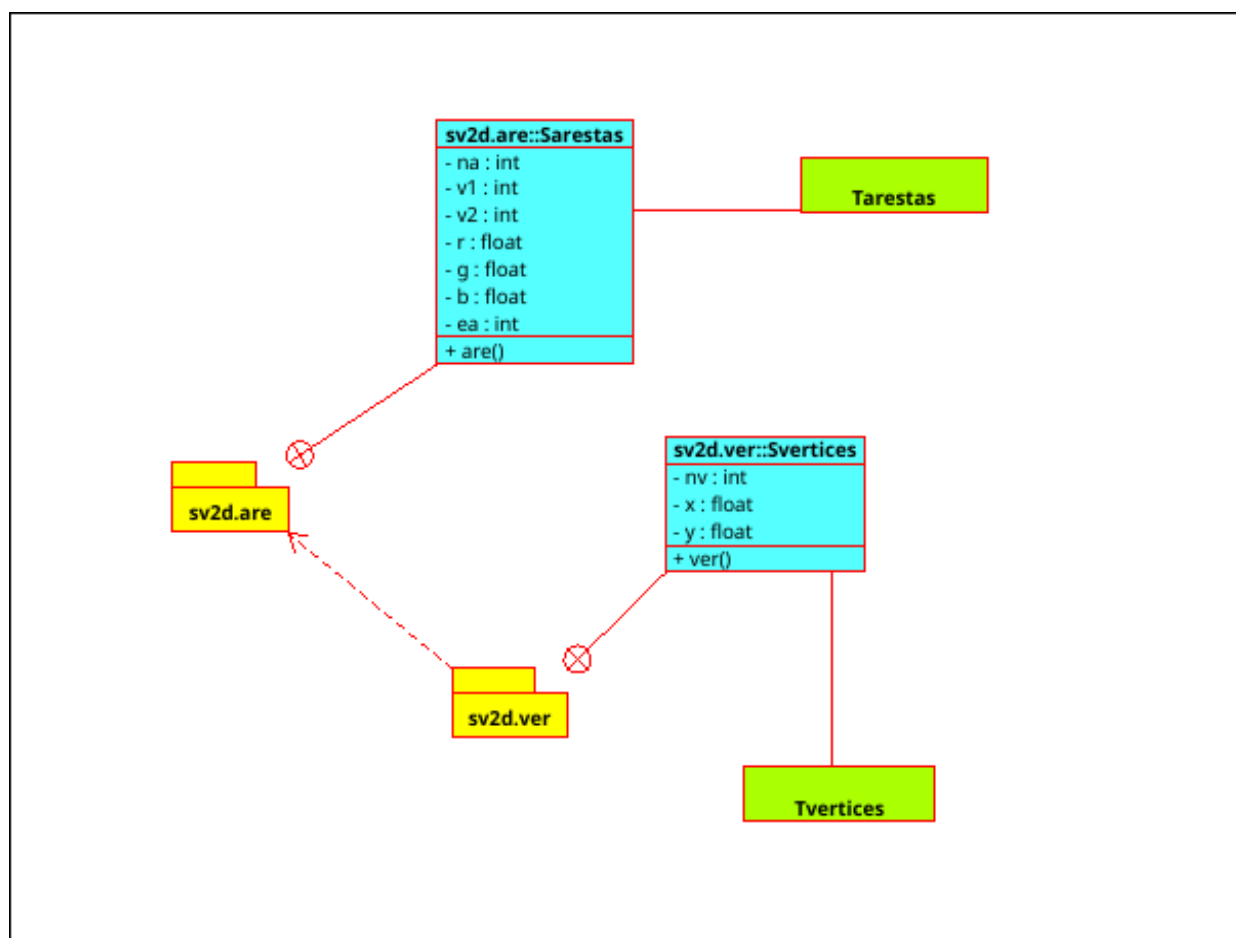 sv2d.are::Sarestas
- na : int
- v1 : int
- v2 : int
- r : float
- g : float
- b : float
- ea : int
+ are()
Tarestas
sv2d.are
sv2d.ver::Svertices
- nv : int
- x : float
- y : float
+ ver()
sv2d.ver
Tvertices